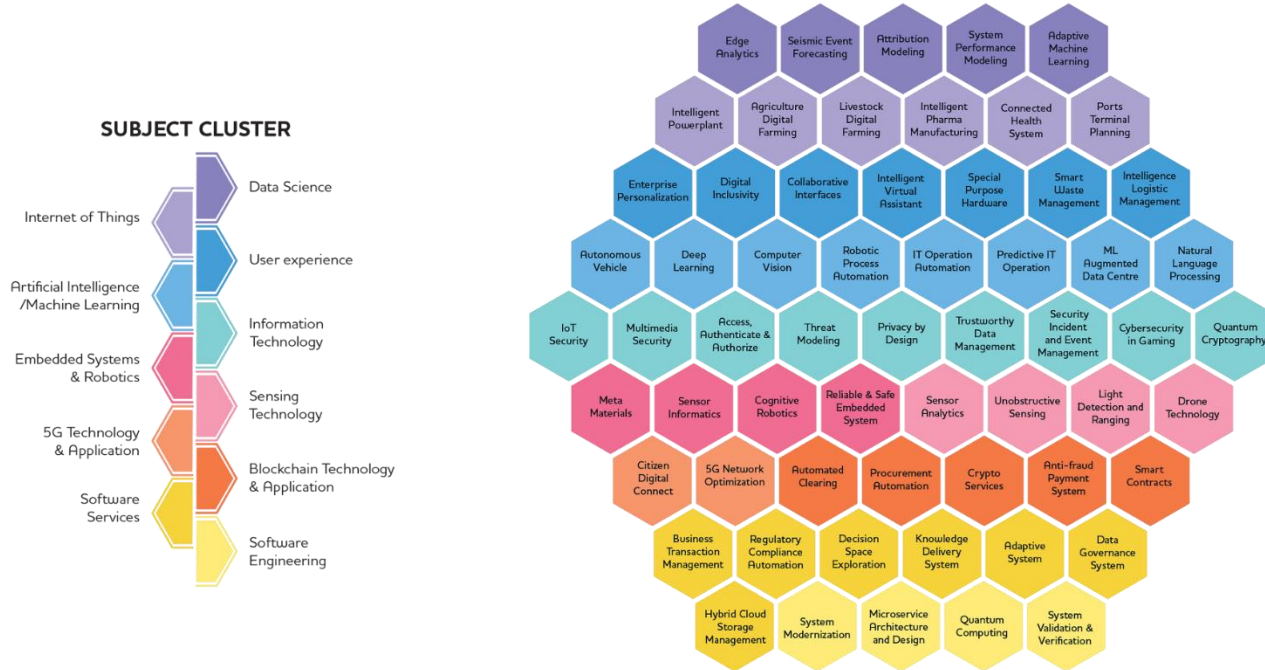 SUBJECT CLUSTER
Data Science
Internet of Things
User experience
Artificial Intelligence
/Machine Learning
Information
Technology
Embedded Systems
& Robotics
Sensing
Technology
5G Technology
& Application
Blockchain Technology
& Application
Software
Services
Software
Engineering
Edge
Analytics
Seismic Event
Forecasting
Attribution
Modeling
System
Performance
Modeling
Adaptive
Machine
Learning
Intelligent
Powerplant
Agriculture
Digital
Farming
Livestock
Digital
Farming
Intelligent
Pharma
Manufacturing
Connected
Health
System
Ports
Terminal
Planning
Enterprise
Personalization
Digital
Inclusivity
Collaborative
Interfaces
Intelligent
Virtual
Assistant
Special
Purpose
Hardware
Smart
Waste
Management
Intelligence
Logistic
Management
Autonomous
Vehicle
Deep
Learning
Computer
Vision
Robotic
Process
Automation
IT Operation
Automation
Predictive IT
Operation
ML
Augmented
Data Centre
Natural
Language
Processing
IoT
Security
Multimedia
Security
Access,
Authenticate &
Authorize
Threat
Modeling
Privacy by
Design
Trustworthy
Data
Management
Security
Incident
and Event
Management
Cybersecurity
in Gaming
Quantum
Cryptography
Meta
Materials
Sensor
Informatics
Cognitive
Robotics
Reliable & Safe
Embedded
System
Sensor
Analytics
Unobstructive
Sensing
Light
Detection and
Ranging
Drone
Technology
Citizen
Digital
Connect
5G Network
Optimization
Automated
Clearing
Procurement
Automation
Crypto
Services
Anti-fraud
Payment
System
Smart
Contracts
Business
Transaction
Management
Regulatory
Compliance
Automation
Decision
Space
Exploration
Knowledge
Delivery
System
Adaptive
System
Data
Governance
System
Hybrid Cloud
Storage
Management
System
Modernization
Microservice
Architecture
and Design
Quantum
Computing
System
Validation &
Verification